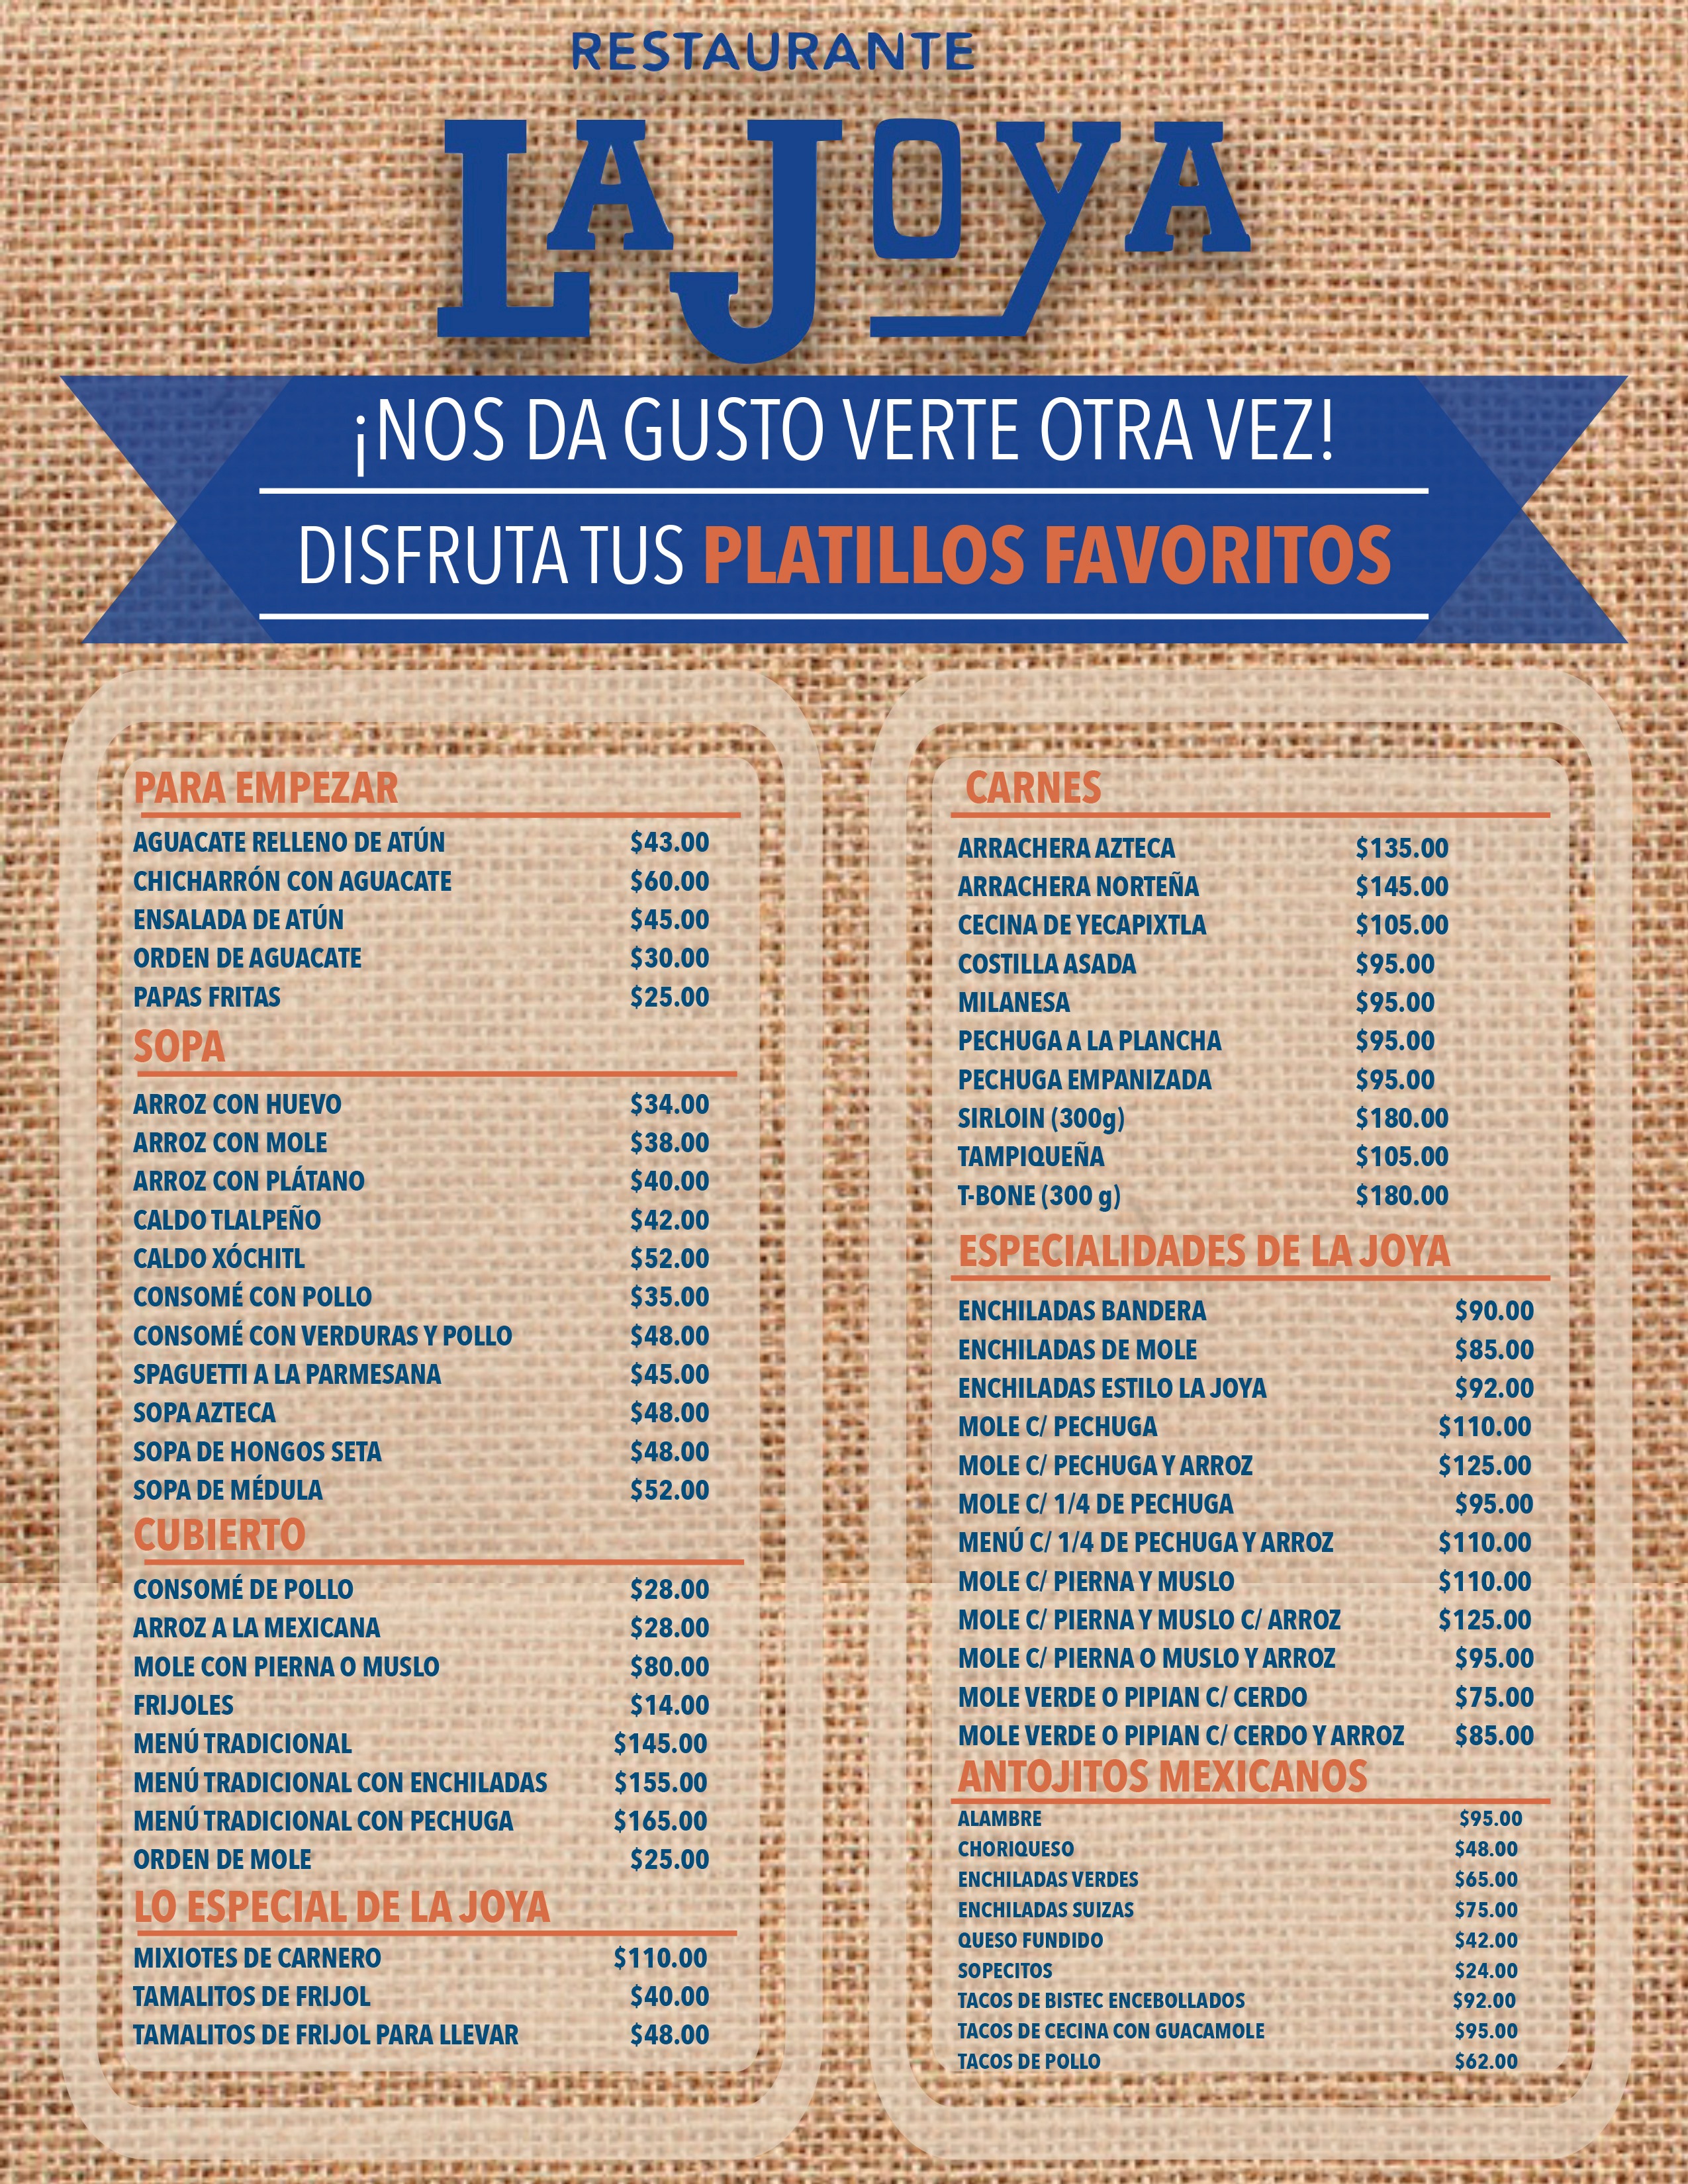 RESTAURANTE
LA JOYA
¡NOS DA GUSTO VERTE OTRA VEZ!
DISFRUTA TUS PLATILLOS FAVORITOS
PARA EMPEZAR
AGUACATE RELLENO DE ATÚN $43.00
CHICHARRÓN CON AGUACATE $60.00
ENSALADA DE ATÚN $45.00
ORDEN DE AGUACATE $30.00
PAPAS FRITAS $25.00
SOPA
ARROZ CON HUEVO $34.00
ARROZ CON MOLE $38.00
ARROZ CON PLÁTANO $40.00
CALDO TLALPEÑO $42.00
CALDO XÓCHITL $52.00
CONSOMÉ CON POLLO $35.00
CONSOMÉ CON VERDURAS Y POLLO $48.00
SPAGUETTI A LA PARMESANA $45.00
SOPA AZTECA $48.00
SOPA DE HONGOS SETA $48.00
SOPA DE MÉDULA $52.00
CUBIERTO
CONSOMÉ DE POLLO $28.00
ARROZ A LA MEXICANA $28.00
MOLE CON PIERNA O MUSLO $80.00
FRIJOLES $14.00
MENÚ TRADICIONAL $145.00
MENÚ TRADICIONAL CON ENCHILADAS $155.00
MENÚ TRADICIONAL CON PECHUGA $165.00
ORDEN DE MOLE $25.00
LO ESPECIAL DE LA JOYA
MIXIOTES DE CARNERO $110.00
TAMALITOS DE FRIJOL $40.00
TAMALITOS DE FRIJOL PARA LLEVAR $48.00
CARNES
ARRACHERA AZTECA $135.00
ARRACHERA NORTEÑA $145.00
CECINA DE YECAPIXTLA $105.00
COSTILLA ASADA $95.00
MILANESA $95.00
PECHUGA A LA PLANCHA $95.00
PECHUGA EMPANIZADA $95.00
SIRLOIN (300g) $180.00
TAMPIQUEÑA $105.00
T-BONE (300 g) $180.00
ESPECIALIDADES DE LA JOYA
ENCHILADAS BANDERA $90.00
ENCHILADAS DE MOLE $85.00
ENCHILADAS ESTILO LA JOYA $92.00
MOLE C/ PECHUGA $110.00
MOLE C/ PECHUGA Y ARROZ $125.00
MOLE C/ 1/4 DE PECHUGA $95.00
MENÚ C/ 1/4 DE PECHUGA Y ARROZ $110.00
MOLE C/ PIERNA Y MUSLO $110.00
MOLE C/ PIERNA Y MUSLO C/ ARROZ $125.00
MOLE C/ PIERNA O MUSLO Y ARROZ $95.00
MOLE VERDE O PIPIAN C/ CERDO $75.00
MOLE VERDE O PIPIAN C/ CERDO Y ARROZ $85.00
ANTOJITOS MEXICANOS
ALAMBRE $95.00
CHORIQUESO $48.00
ENCHILADAS VERDES $65.00
ENCHILADAS SUIZAS $75.00
QUESO FUNDIDO $42.00
SOPECITOS $24.00
TACOS DE BISTEC ENCEBOLLADOS $92.00
TACOS DE CECINA CON GUACAMOLE $95.00
TACOS DE POLLO $62.00